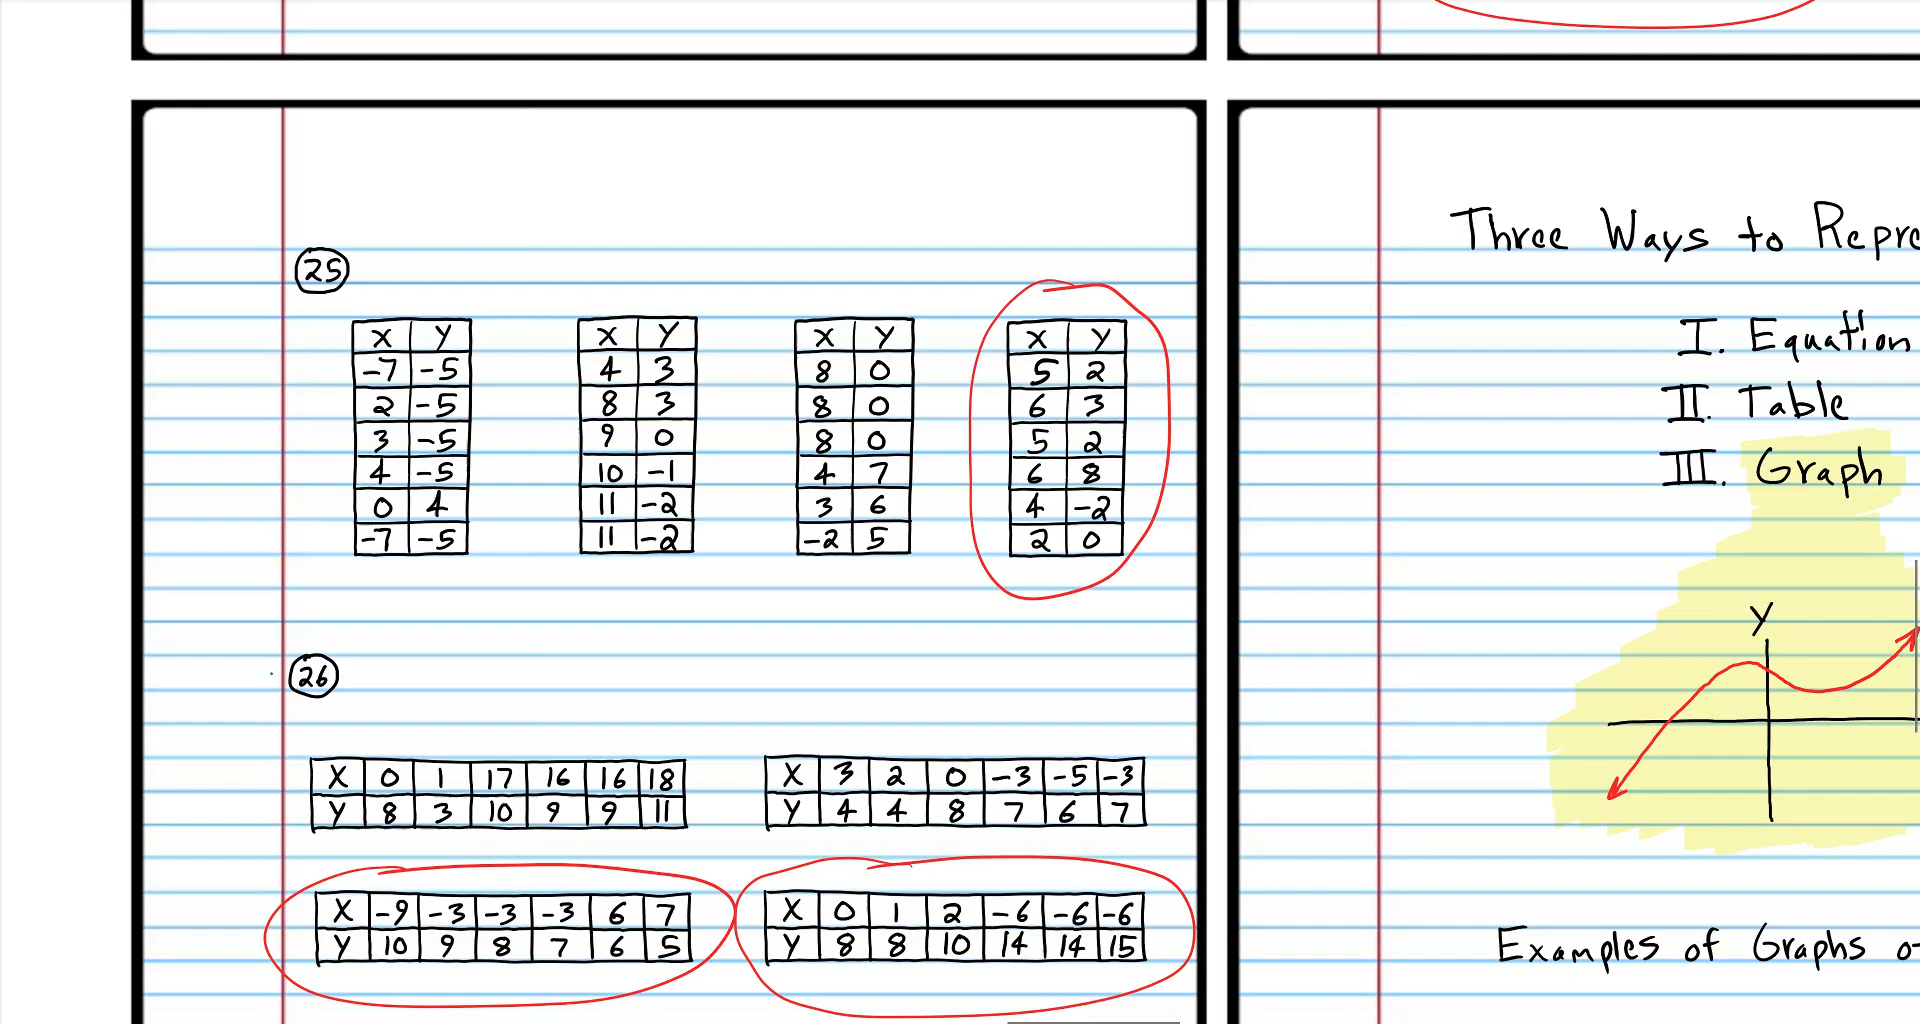 25
X Y
-7 -5
2 -5
3 -5
4 -5
0 4
-7 -5
X Y
4 3
8 3
9 0
10 -1
11 -2
11 -2
X Y
8 0
8 0
8 0
4 7
3 6
-2 5
X Y
5 2
6 3
5 2
6 8
4 -2
2 0
26
X 0 1 17 16 16 18
Y 8 3 10 9 9 11
X 3 2 0 -3 -5 -3
Y 4 4 8 7 6 7
X -9 -3 -3 -3 6 7
Y 10 9 8 7 6 5
X 0 1 2 -6 -6 -6
Y 8 8 10 14 14 15
Three Ways to Repre
I. Equation
II. Table
III. Graph
Y
Examples of Graphs o